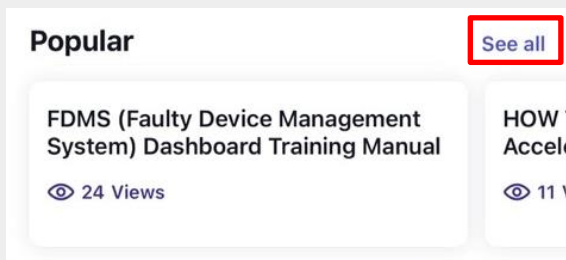 Popular
See all
FDMS (Faulty Device Management
System) Dashboard Training Manual
24 Views
HOW
Accel
11